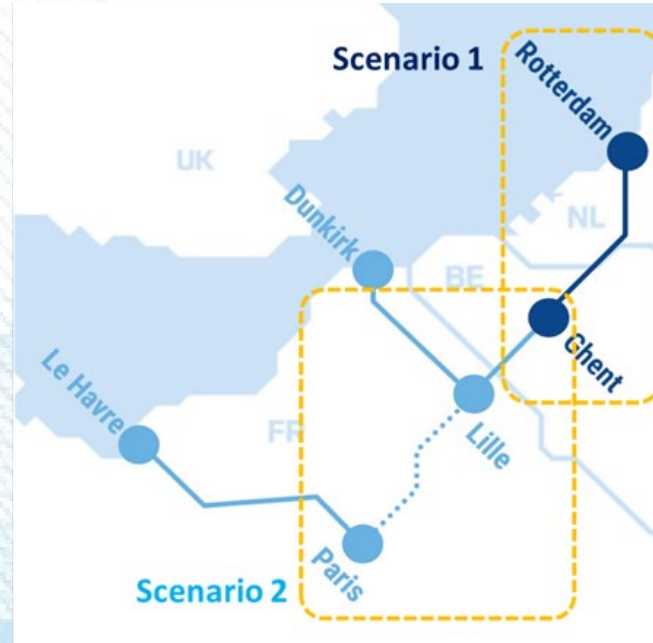 Scenario 1
Rotterdam
UK
NL
Dunkirk
BE
Ghent
Le Havre
FR
Lille
Paris
Scenario 2